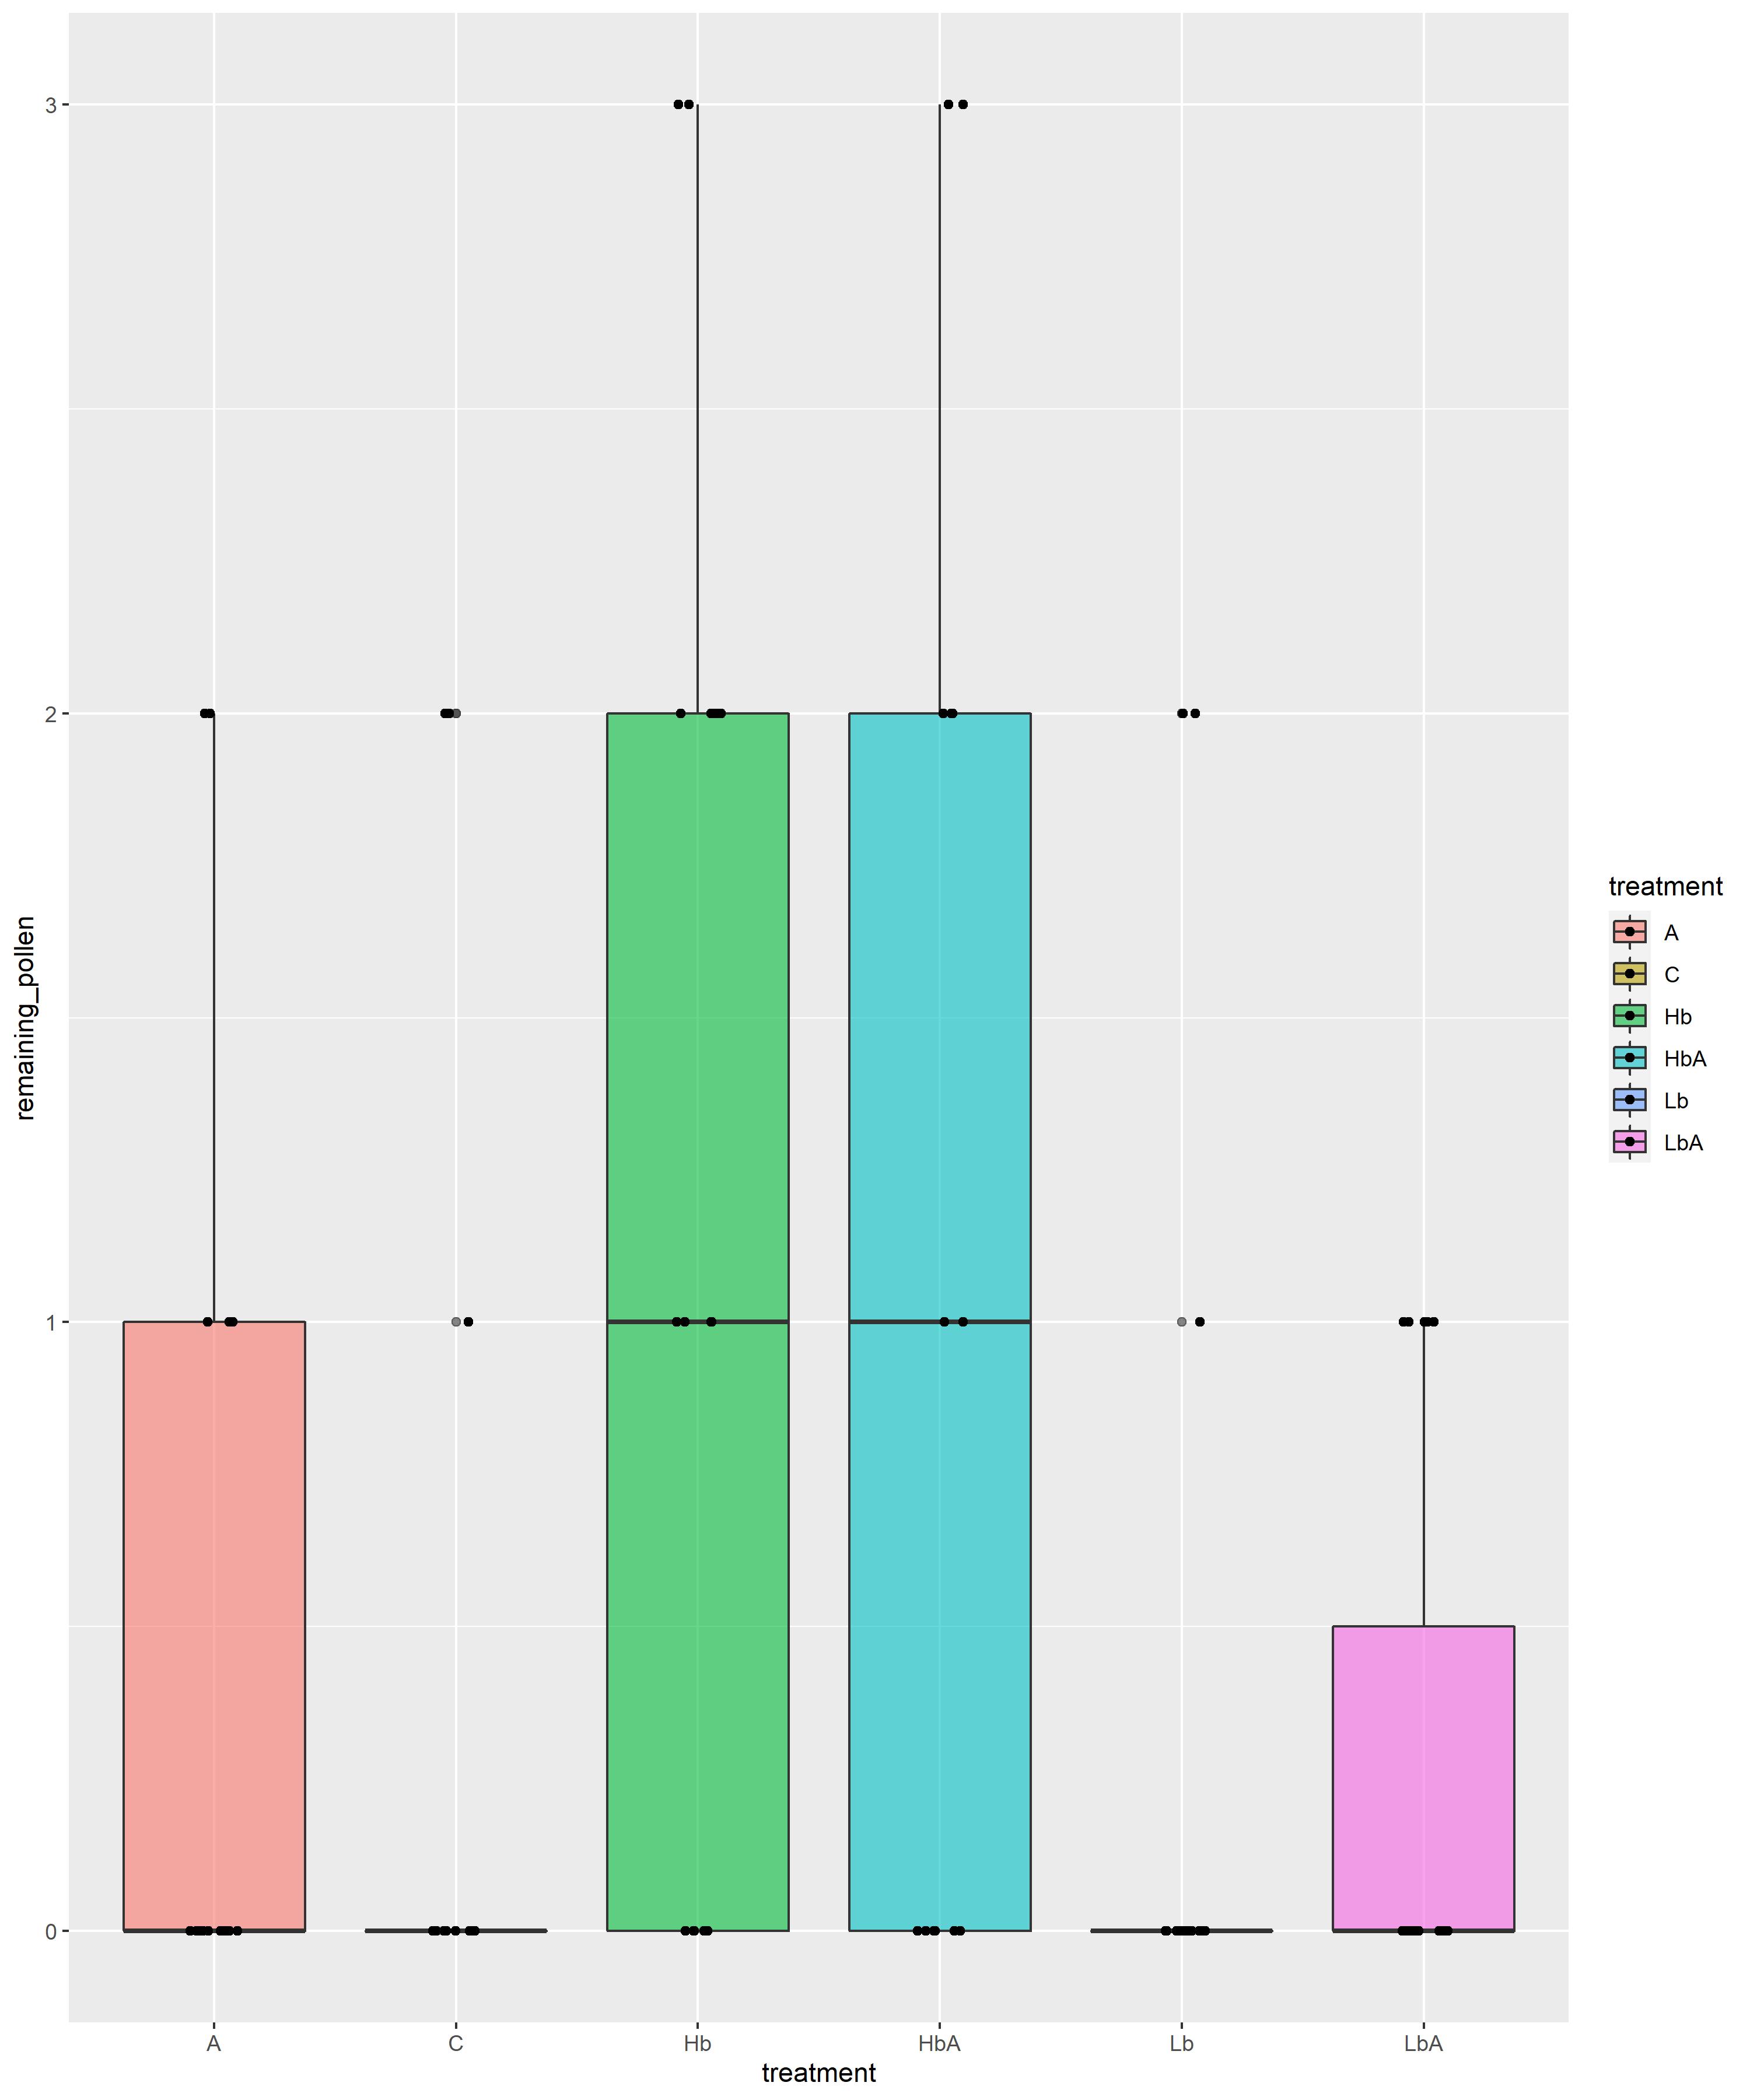 3
2
1
0
remaining_pollen
A
C
Hb
HbA
Lb
LbA
treatment
treatment
A
C
Hb
HbA
Lb
LbA